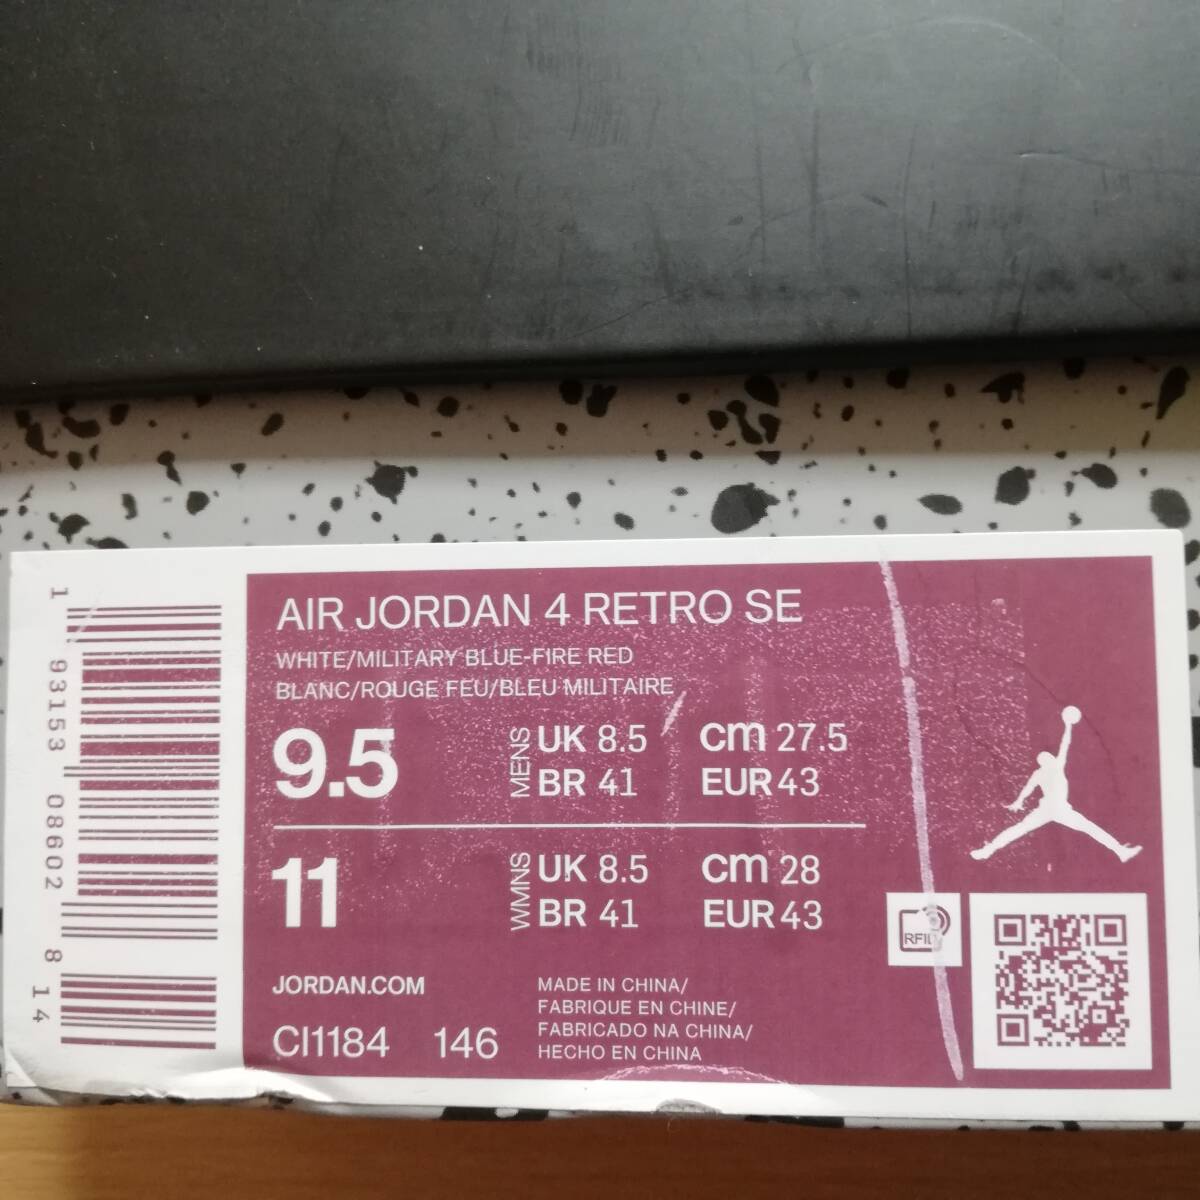 AIR JORDAN 4 RETRO SE
WHITE/MILITARY BLUE-FIRE RED
BLANC/ROUGE FEU/BLEU MILITAIRE
9.5 MENS UK 8.5 cm 27.5
BR 41 EUR 43
11 WMNS UK 8.5 cm 28
BR 41 EUR 43
JORDAN.COM
CI1184 146
MADE IN CHINA/
FABRIQUE EN CHINE/
FABRICADO NA CHINA/
HECHO EN CHINA
RFID
1 93153 08602 8 14